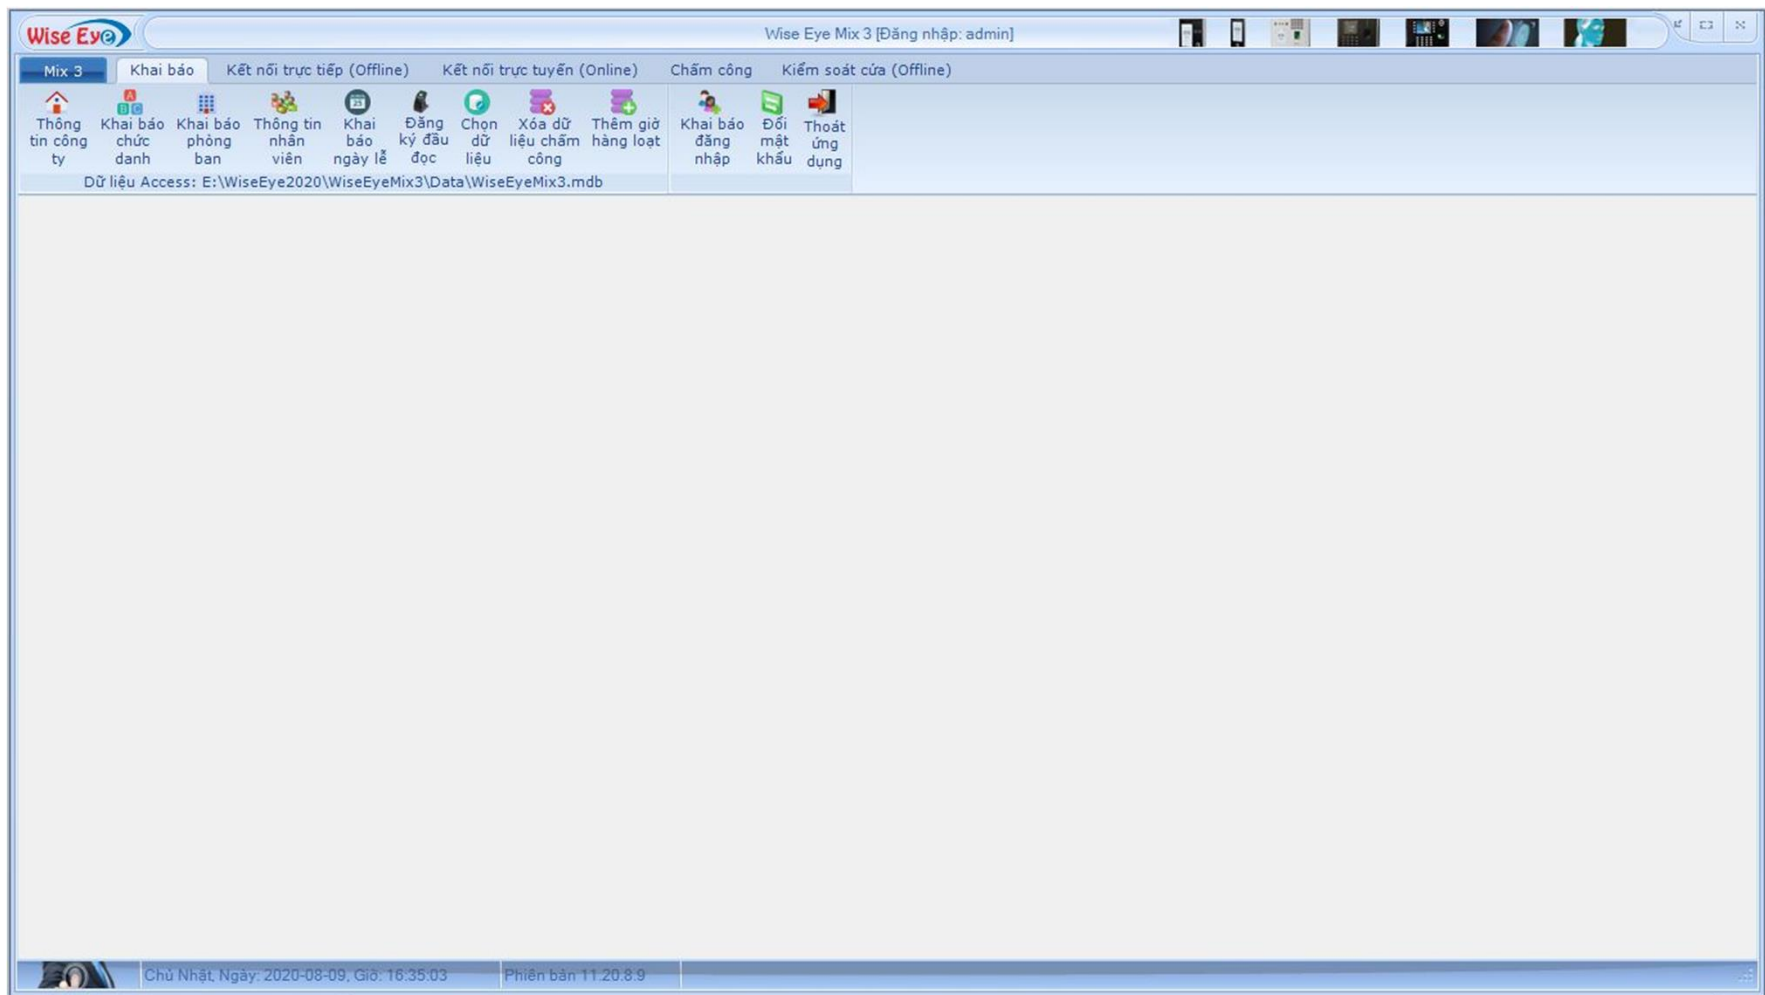 Wise Eye
Wise Eye Mix 3 [Đăng nhập: admin]
Mix 3 Khai báo Kết nối trực tiếp (Offline) Kết nối trực tuyến (Online) Chấm công Kiểm soát cửa (Offline)
Thông tin công ty
Khai báo chức danh
Khai báo phòng ban
Thông tin nhân viên
Khai báo ngày lễ
Đăng ký đầu đọc
Chọn dữ liệu
Xóa dữ liệu chấm công
Thêm giờ hàng loạt
Khai báo đăng nhập
Đổi mật khẩu
Thoát ứng dụng
Dữ liệu Access: E:\WiseEye2020\WiseEyeMix3\Data\WiseEyeMix3.mdb
Chủ Nhật, Ngày: 2020-08-09, Giờ: 16:35:03 Phiên bản 11.20.8.9